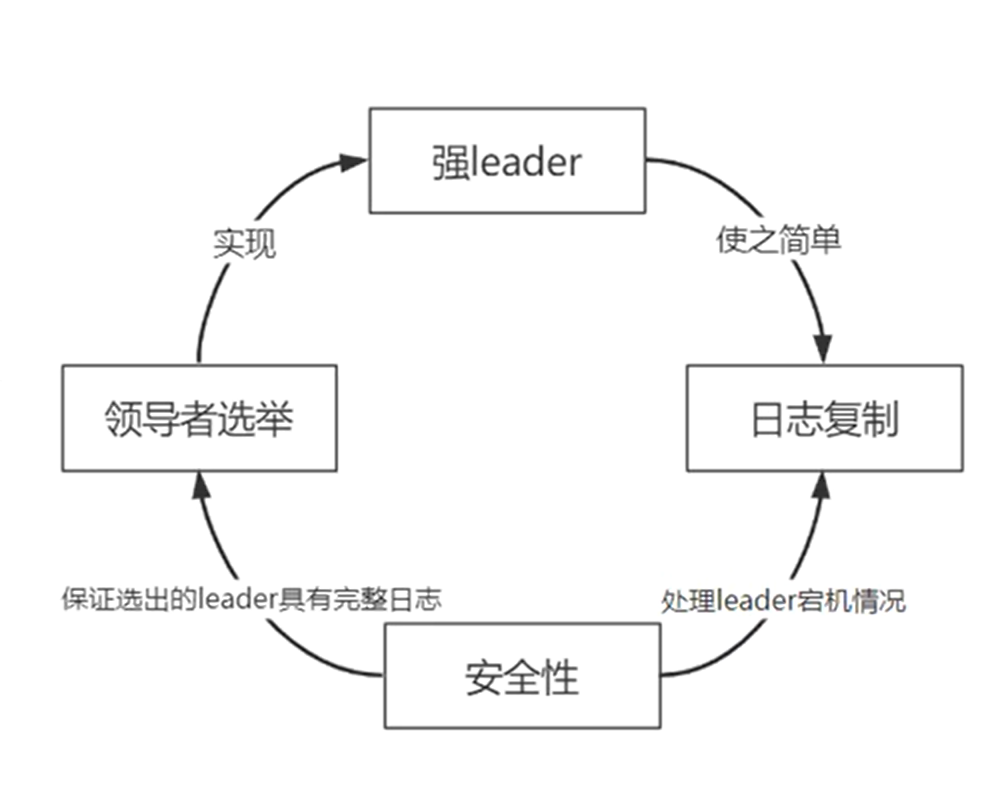 强leader
实现
使之简单
领导者选举
日志复制
保证选出的leader具有完整日志
处理leader宕机情况
安全性